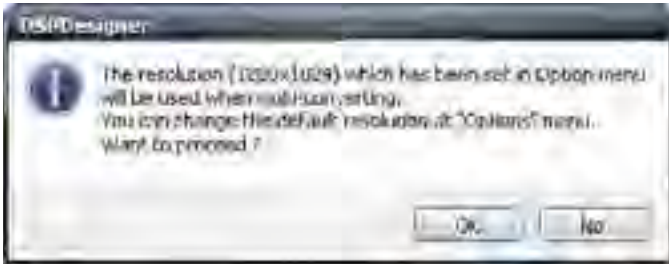 DSPDesigner
The resolution ( ) which has been set in Option menu
will be used when multi-converting.
You can change the default resolution at "Options" menu.
Want to proceed ?
OK No